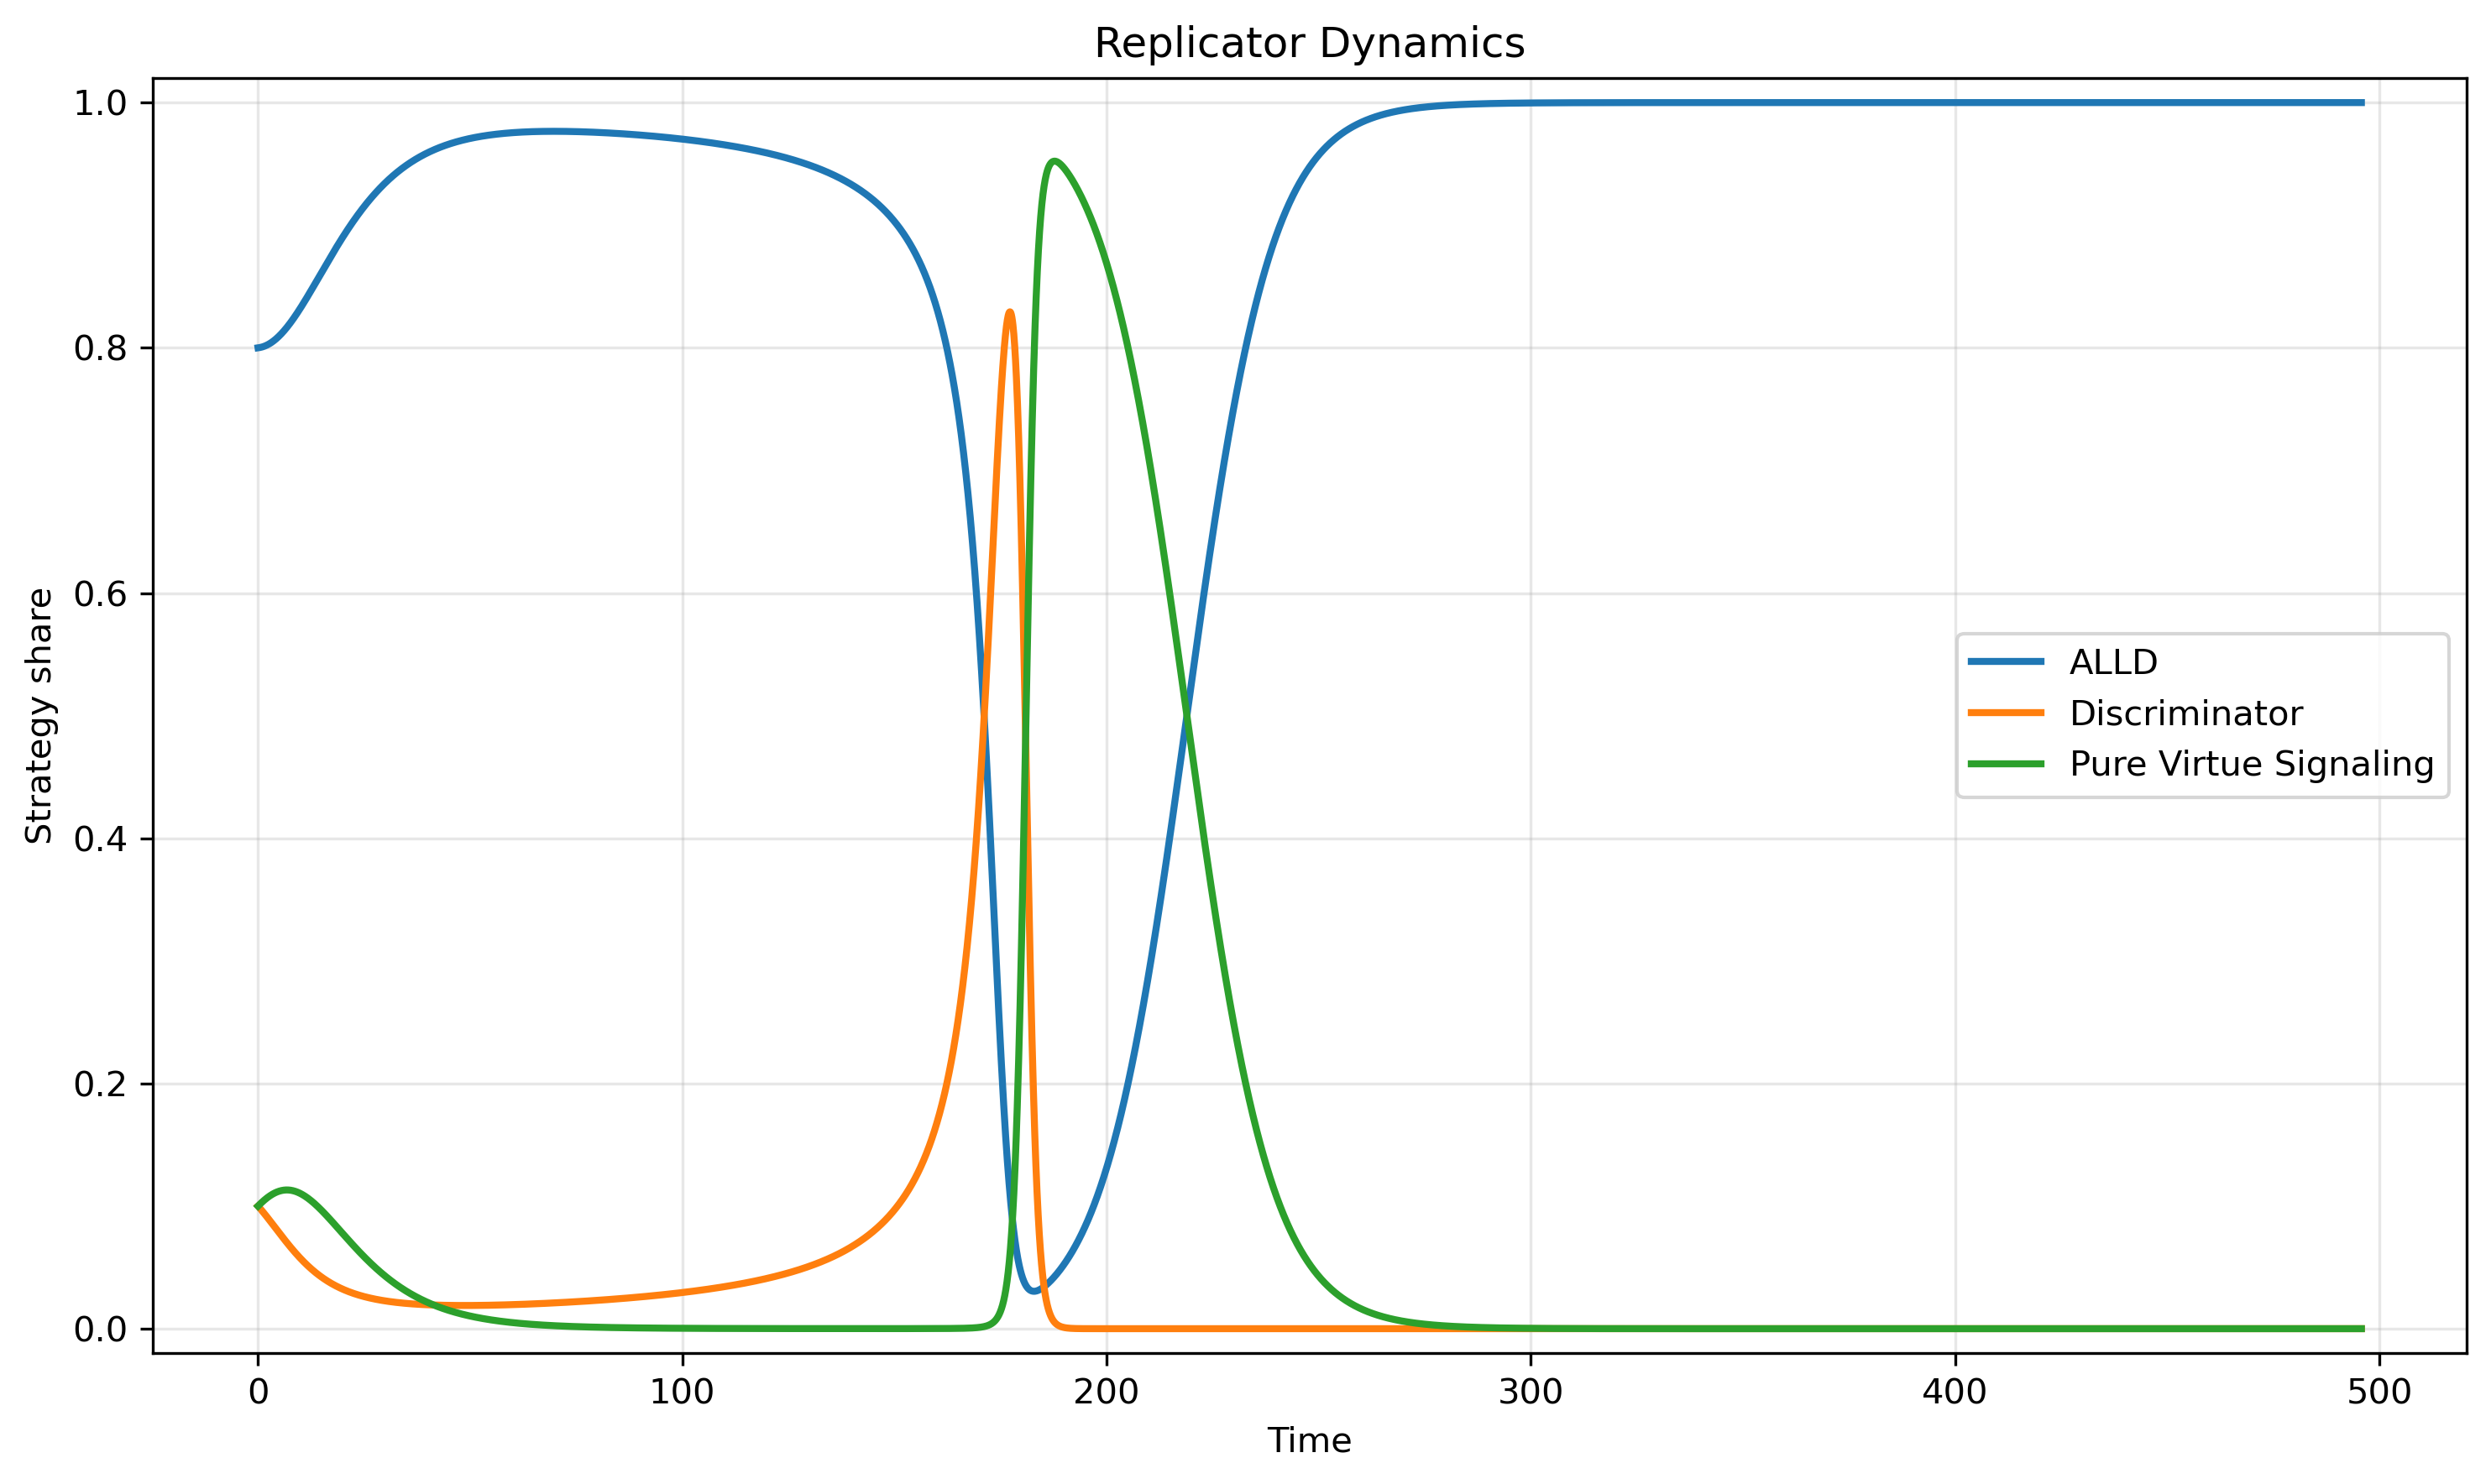 Replicator Dynamics
Strategy share
1.0
0.8
0.6
0.4
0.2
0.0
ALLD
Discriminator
Pure Virtue Signaling
0 100 200 300 400 500
Time